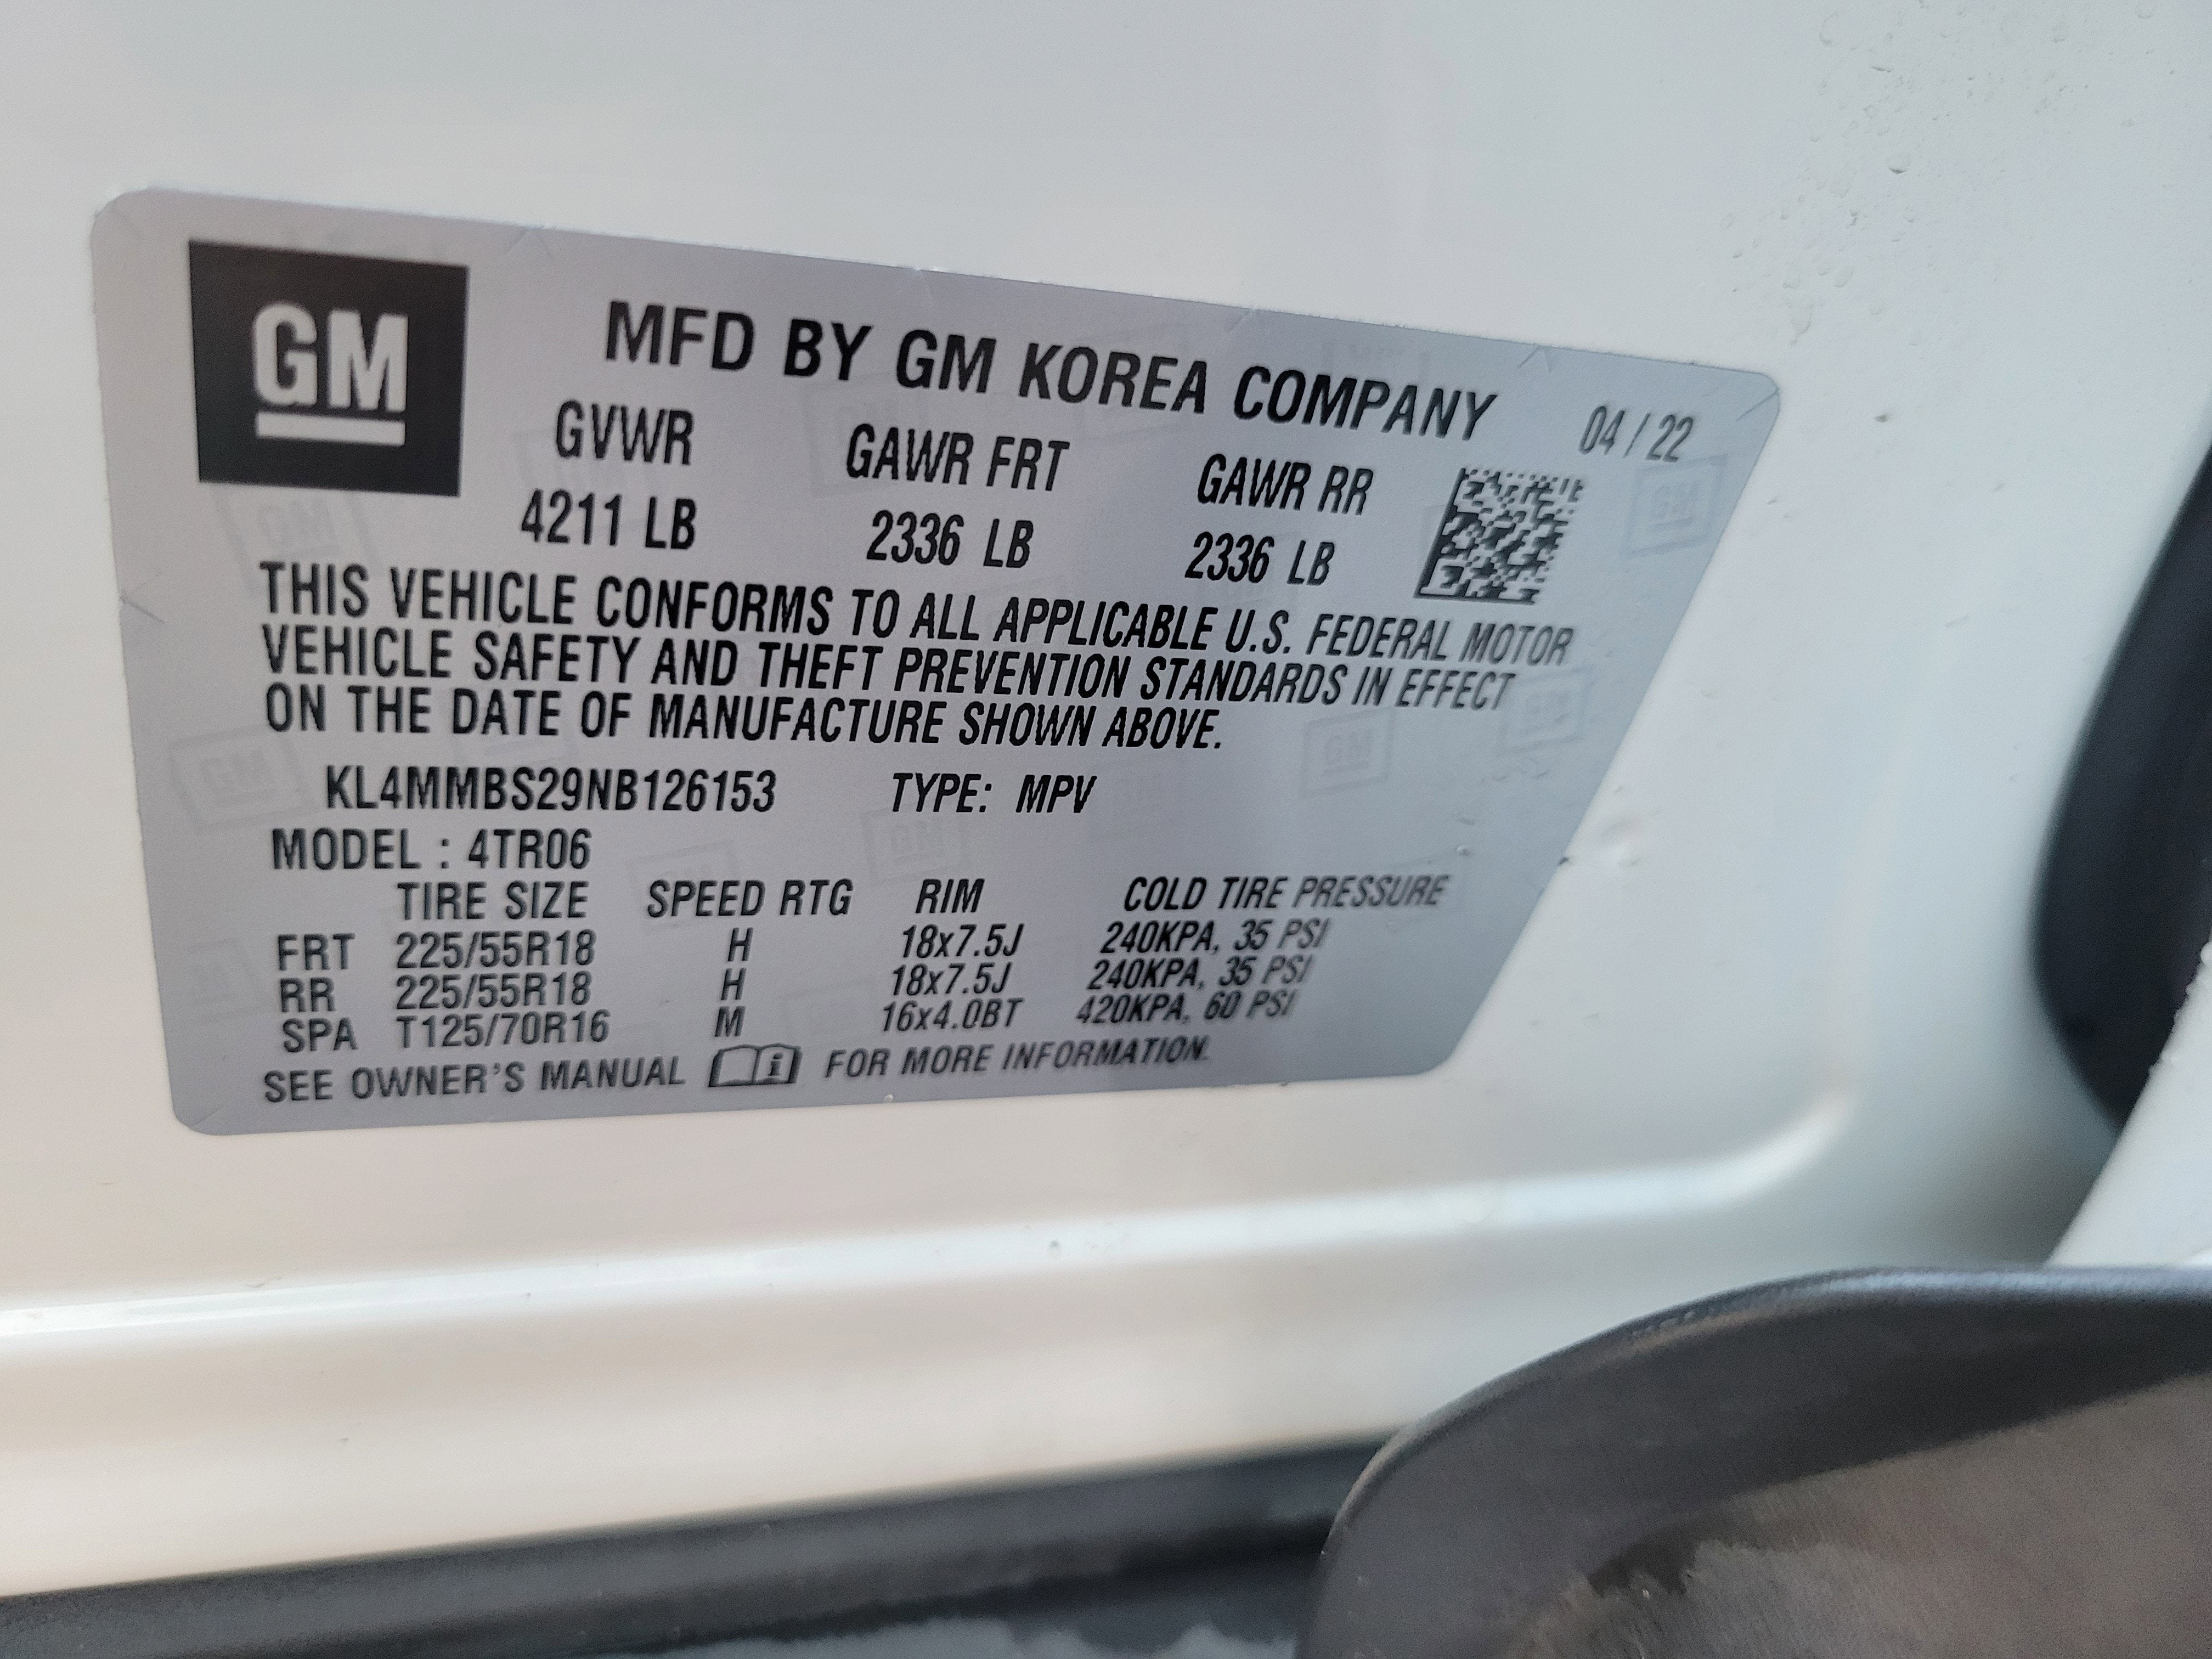 GM
MFD BY GM KOREA COMPANY 04 / 22
GVWR GAWR FRT GAWR RR
4211 LB 2336 LB 2336 LB
THIS VEHICLE CONFORMS TO ALL APPLICABLE U.S. FEDERAL MOTOR
VEHICLE SAFETY AND THEFT PREVENTION STANDARDS IN EFFECT
ON THE DATE OF MANUFACTURE SHOWN ABOVE.
KL4MMBS29NB126153 TYPE: MPV
MODEL : 4TR06
TIRE SIZE SPEED RTG RIM COLD TIRE PRESSURE
FRT 225/55R18 H 18x7.5J 240KPA, 35 PSI
RR 225/55R18 H 18x7.5J 240KPA, 35 PSI
SPA T125/70R16 M 16x4.0BT 420KPA, 60 PSI
SEE OWNER'S MANUAL i FOR MORE INFORMATION.